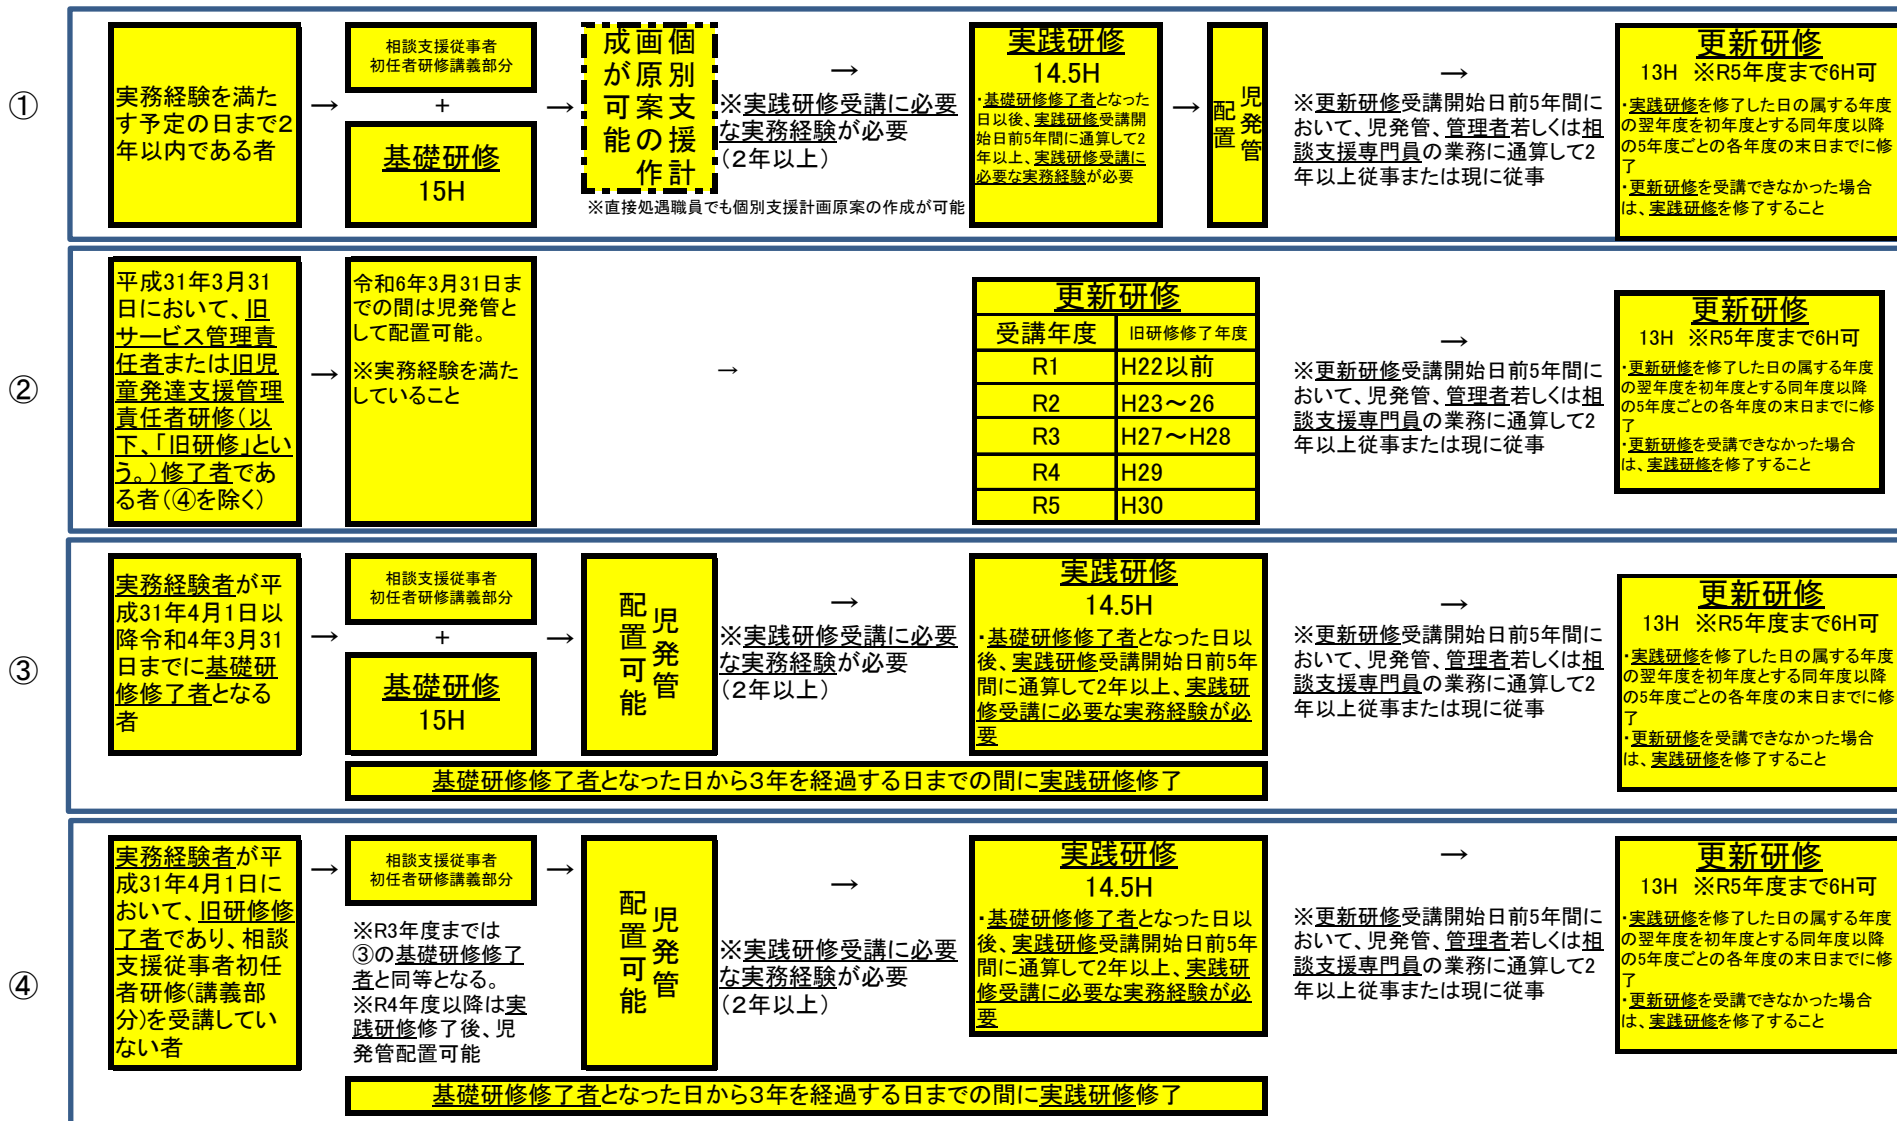 ①
実務経験を満た
す予定の日まで2
年以内である者
→
相談支援従事者
初任者研修講義部分
+
基礎研修
15H
→
個別支援計
画原案の作
成が可能
※直接処遇職員でも個別支援計画原案の作成が可能
→
※実践研修受講に必要
な実務経験が必要
（2年以上）
実践研修
14.5H
・基礎研修修了者となった
日以後、実践研修受講開
始日前5年間に通算して2
年以上、実践研修受講に
必要な実務経験が必要
→
児発管
配置
→
※更新研修受講開始日前5年間に
おいて、児発管、管理者若しくは相
談支援専門員の業務に通算して2
年以上従事または現に従事
更新研修
13H ※R5年度まで6H可
・実践研修を修了した日の属する年度
の翌年度を初年度とする同年度以降
の5年度ごとの各年度の末日までに修
了
・更新研修を受講できなかった場合
は、実践研修を修了すること
②
平成31年3月31
日において、旧
サービス管理責
任者または旧児
童発達支援管理
責任者研修（以
下、「旧研修」とい
う。）修了者であ
る者（④を除く）
→
令和6年3月31日ま
での間は児発管と
して配置可能。
※実務経験を満た
していること
→
更新研修
受講年度 旧研修修了年度
R1 H22以前
R2 H23～26
R3 H27～H28
R4 H29
R5 H30
→
※更新研修受講開始日前5年間に
おいて、児発管、管理者若しくは相
談支援専門員の業務に通算して2
年以上従事または現に従事
更新研修
13H ※R5年度まで6H可
・更新研修を修了した日の属する年度
の翌年度を初年度とする同年度以降
の5年度ごとの各年度の末日までに修
了
・更新研修を受講できなかった場合
は、実践研修を修了すること
③
実務経験者が平
成31年4月1日以
降令和4年3月31
日までに基礎研
修修了者となる
者
→
相談支援従事者
初任者研修講義部分
+
基礎研修
15H
→
児発管
配置可能
→
※実践研修受講に必要
な実務経験が必要
（2年以上）
実践研修
14.5H
・基礎研修修了者となった日以
後、実践研修受講開始日前5年
間に通算して2年以上、実践研
修受講に必要な実務経験が必
要
基礎研修修了者となった日から3年を経過する日までの間に実践研修修了
→
※更新研修受講開始日前5年間に
おいて、児発管、管理者若しくは相
談支援専門員の業務に通算して2
年以上従事または現に従事
更新研修
13H ※R5年度まで6H可
・実践研修を修了した日の属する年度
の翌年度を初年度とする同年度以降
の5年度ごとの各年度の末日までに修
了
・更新研修を受講できなかった場合
は、実践研修を修了すること
④
実務経験者が平
成31年4月1日に
おいて、旧研修修
了者であり、相談
支援従事者初任
者研修(講義部
分)を受講してい
ない者
→
相談支援従事者
初任者研修講義部分
※R3年度までは
③の基礎研修修了
者と同等となる。
※R4年度以降は実
践研修修了後、児
発管配置可能
→
児発管
配置可能
→
※実践研修受講に必要
な実務経験が必要
（2年以上）
実践研修
14.5H
・基礎研修修了者となった日以
後、実践研修受講開始日前5年
間に通算して2年以上、実践研
修受講に必要な実務経験が必
要
基礎研修修了者となった日から3年を経過する日までの間に実践研修修了
→
※更新研修受講開始日前5年間に
おいて、児発管、管理者若しくは相
談支援専門員の業務に通算して2
年以上従事または現に従事
更新研修
13H ※R5年度まで6H可
・実践研修を修了した日の属する年度
の翌年度を初年度とする同年度以降
の5年度ごとの各年度の末日までに修
了
・更新研修を受講できなかった場合
は、実践研修を修了すること